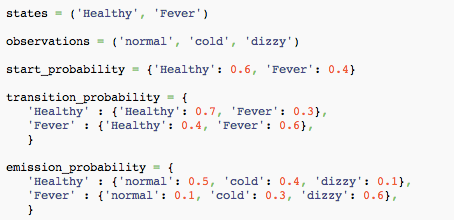 states = ('Healthy', 'Fever')
observations = ('normal', 'cold', 'dizzy')
start_probability = {'Healthy': 0.6, 'Fever': 0.4}
transition_probability = {
'Healthy' : {'Healthy': 0.7, 'Fever': 0.3},
'Fever' : {'Healthy': 0.4, 'Fever': 0.6},
}
emission_probability = {
'Healthy' : {'normal': 0.5, 'cold': 0.4, 'dizzy': 0.1},
'Fever' : {'normal': 0.1, 'cold': 0.3, 'dizzy': 0.6},
}